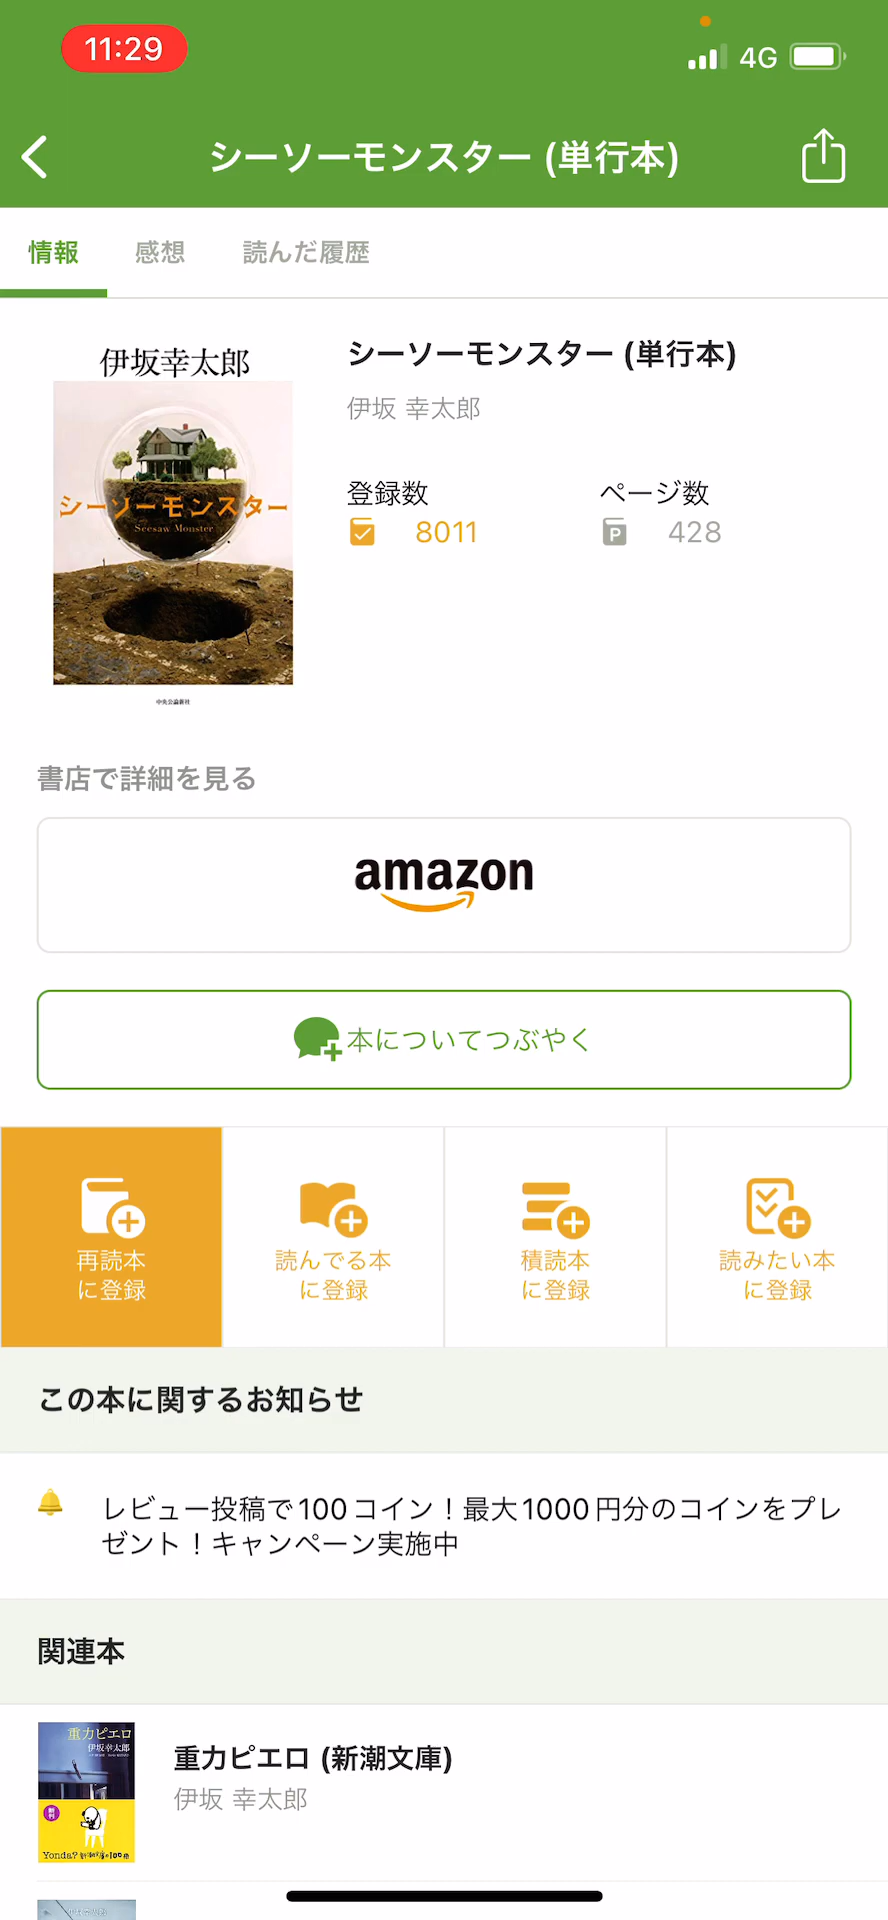 11:29
4G
シーソーモンスター (単行本)
情報
感想
読んだ履歴
伊坂幸太郎
シーソーモンスター
Seesaw Monster
中央公論新社
シーソーモンスター (単行本)
伊坂 幸太郎
登録数
ページ数
8011
P
428
書店で詳細を見る
amazon
本についてつぶやく
再読本
に登録
読んでる本
に登録
積読本
に登録
読みたい本
に登録
この本に関するお知らせ
レビュー投稿で100コイン！最大1000円分のコインをプレ
ゼント！キャンペーン実施中
関連本
重力ピエロ
伊坂幸太郎
Yonda?
重力ピエロ (新潮文庫)
伊坂 幸太郎